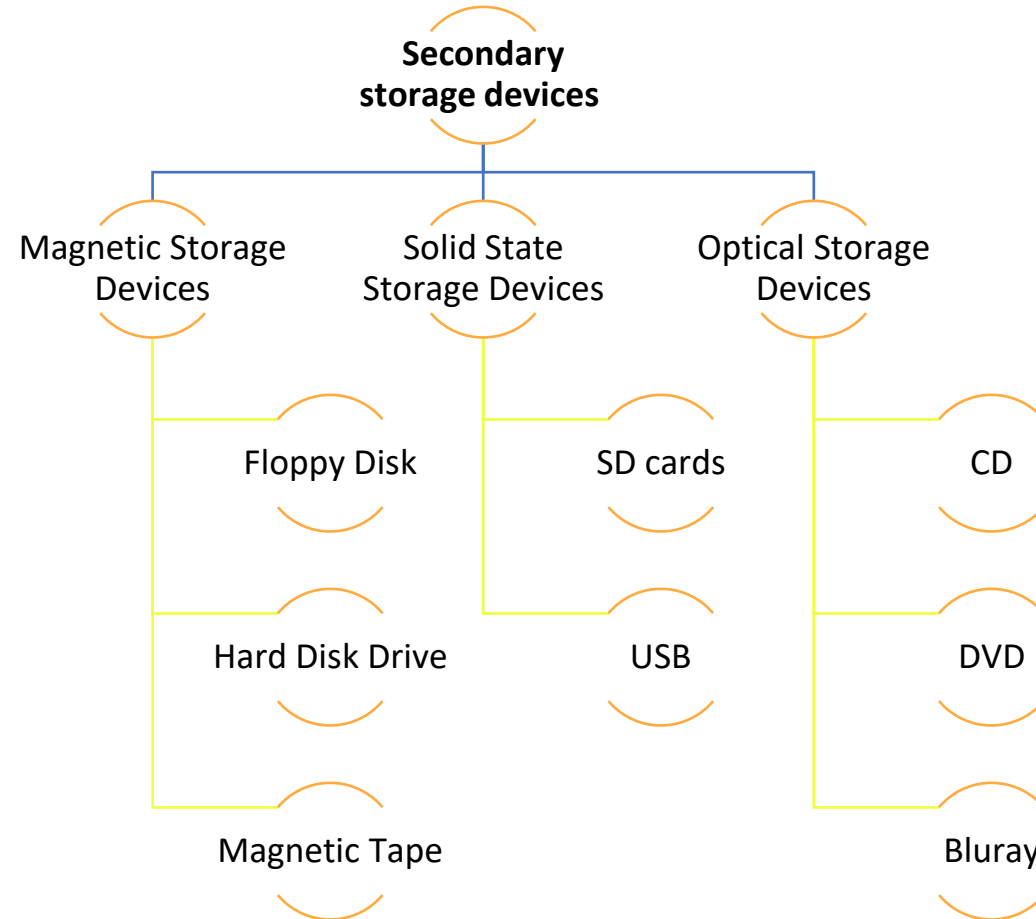 Secondary
storage devices
Magnetic Storage
Devices
Solid State
Storage Devices
Optical Storage
Devices
Floppy Disk
SD cards
CD
Hard Disk Drive
USB
DVD
Magnetic Tape
Bluray